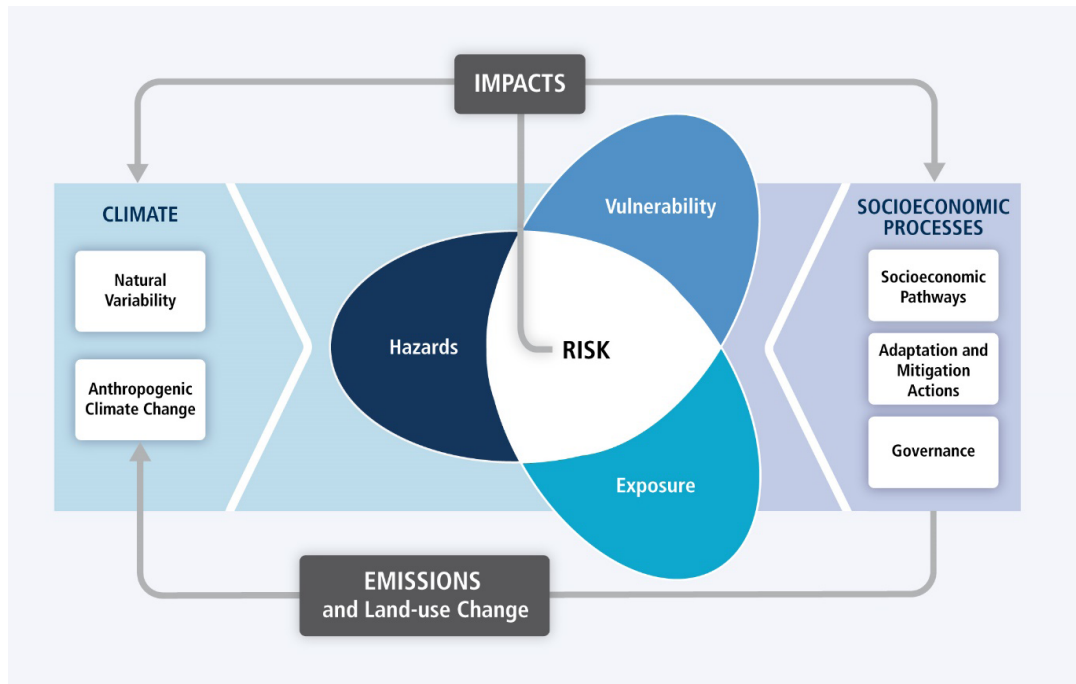 IMPACTS
CLIMATE
Natural
Variability
Anthropogenic
Climate Change
Vulnerability
Hazards
RISK
Exposure
SOCIOECONOMIC
PROCESSES
Socioeconomic
Pathways
Adaptation and
Mitigation
Actions
Governance
EMISSIONS
and Land-use Change